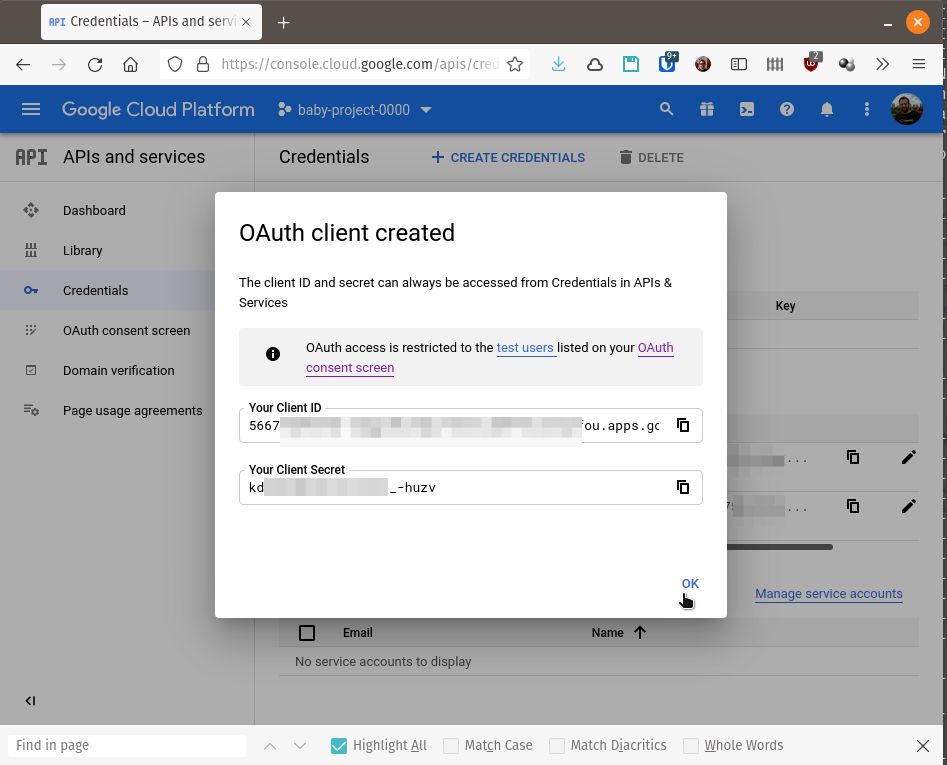 API Credentials – APIs and servi
https://console.cloud.google.com/apis/cred
9+
2
Google Cloud Platform
baby-project-0000
API APIs and services
Credentials
CREATE CREDENTIALS
DELETE
Dashboard
Library
Credentials
OAuth consent screen
Domain verification
Page usage agreements
Key
OAuth client created
The client ID and secret can always be accessed from Credentials in APIs &
Services
OAuth access is restricted to the test users listed on your OAuth
consent screen
Your Client ID
5667
fou.apps.gc
Your Client Secret
kd
_-huzv
...
...
OK
Manage service accounts
Email
Name
No service accounts to display
Find in page
Highlight All
Match Case
Match Diacritics
Whole Words